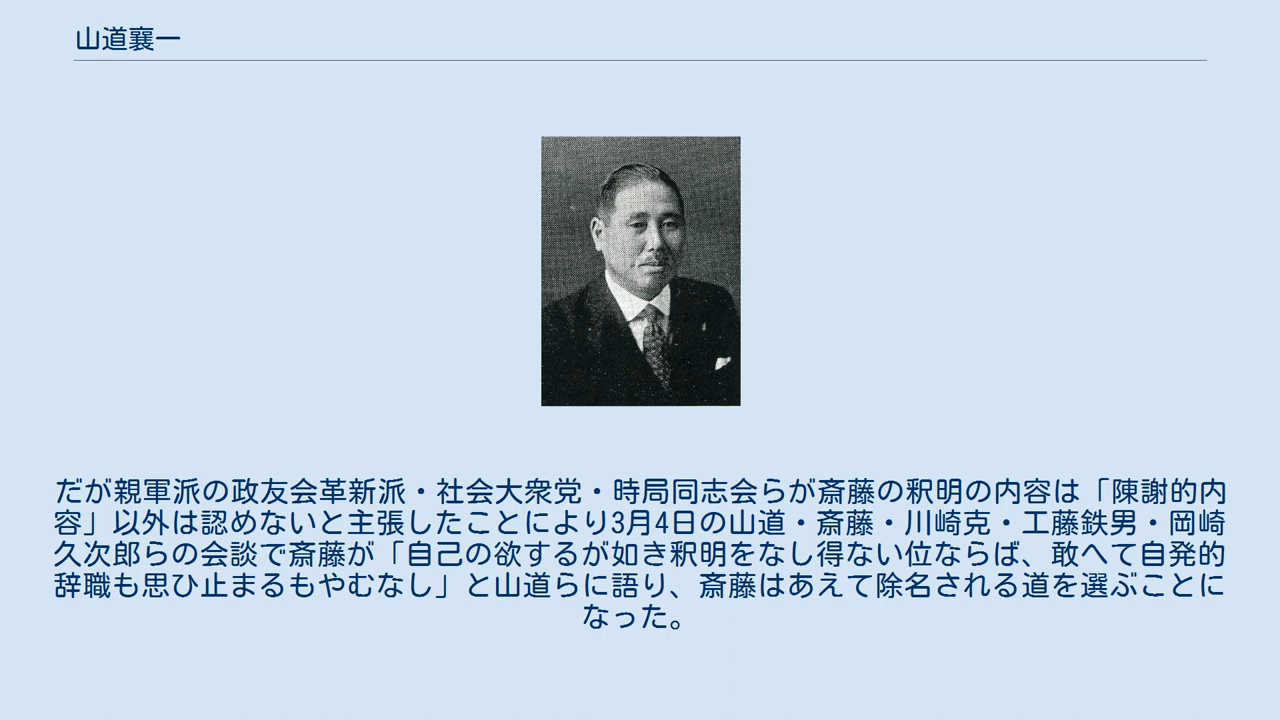 山道襄一
だが親軍派の政友会革新派・社会大衆党・時局同志会らが斎藤の釈明の内容は「陳謝的内
容」以外は認めないと主張したことにより3月4日の山道・斎藤・川崎克・工藤鉄男・岡崎
久次郎らの会談で斎藤が「自己の欲するが如き釈明をなし得ない位ならば、敢へて自発的
辞職も思ひ止まるもやむなし」と山道らに語り、斎藤はあえて除名される道を選ぶことに
なった。